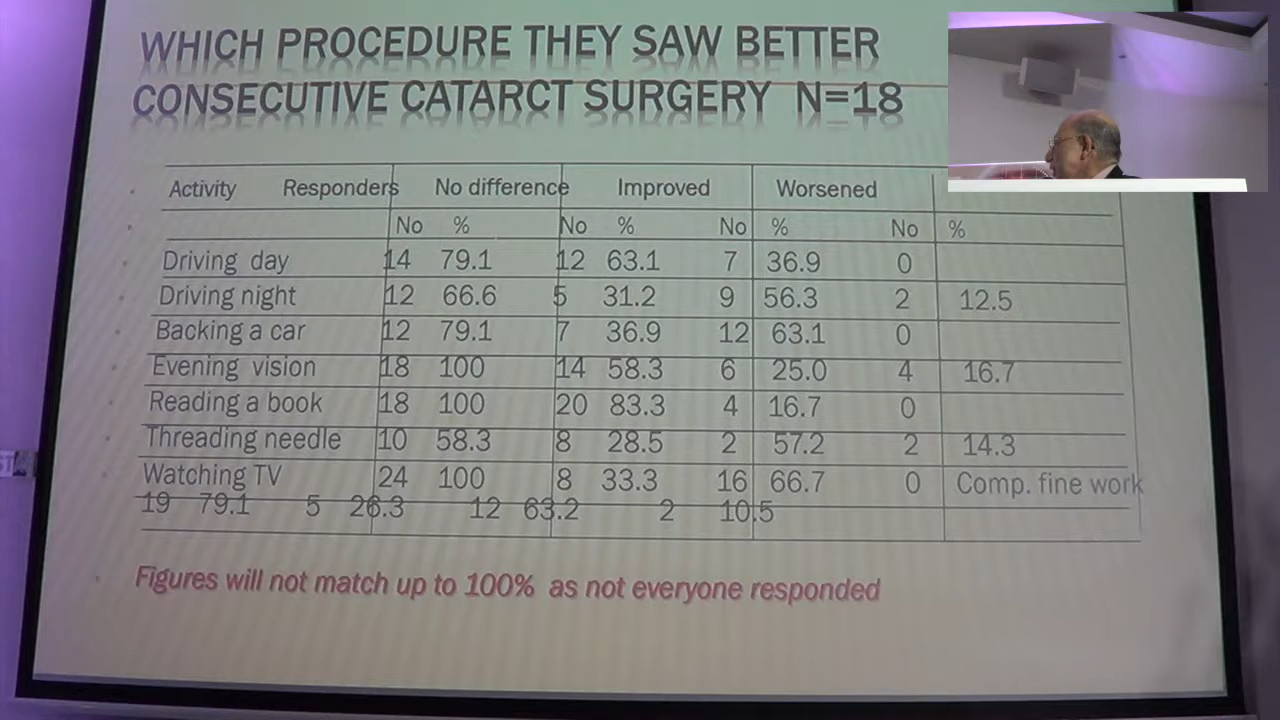 WHICH PROCEDURE THEY SAW BETTER
CONSECUTIVE CATARCT SURGERY N=18
Activity Responders No difference Improved Worsened
No % No % No % No %
Driving day 14 79.1 12 63.1 7 36.9 0
Driving night 12 66.6 5 31.2 9 56.3 2 12.5
Backing a car 12 79.1 7 36.9 12 63.1 0
Evening vision 18 100 14 58.3 6 25.0 4 16.7
Reading a book 18 100 20 83.3 4 16.7 0
Threading needle 10 58.3 8 28.5 2 57.2 2 14.3
Watching TV 24 100 8 33.3 16 66.7 0 Comp. fine work
19 79.1 5 26.3 12 63.2 2 10.5
Figures will not match up to 100% as not everyone responded